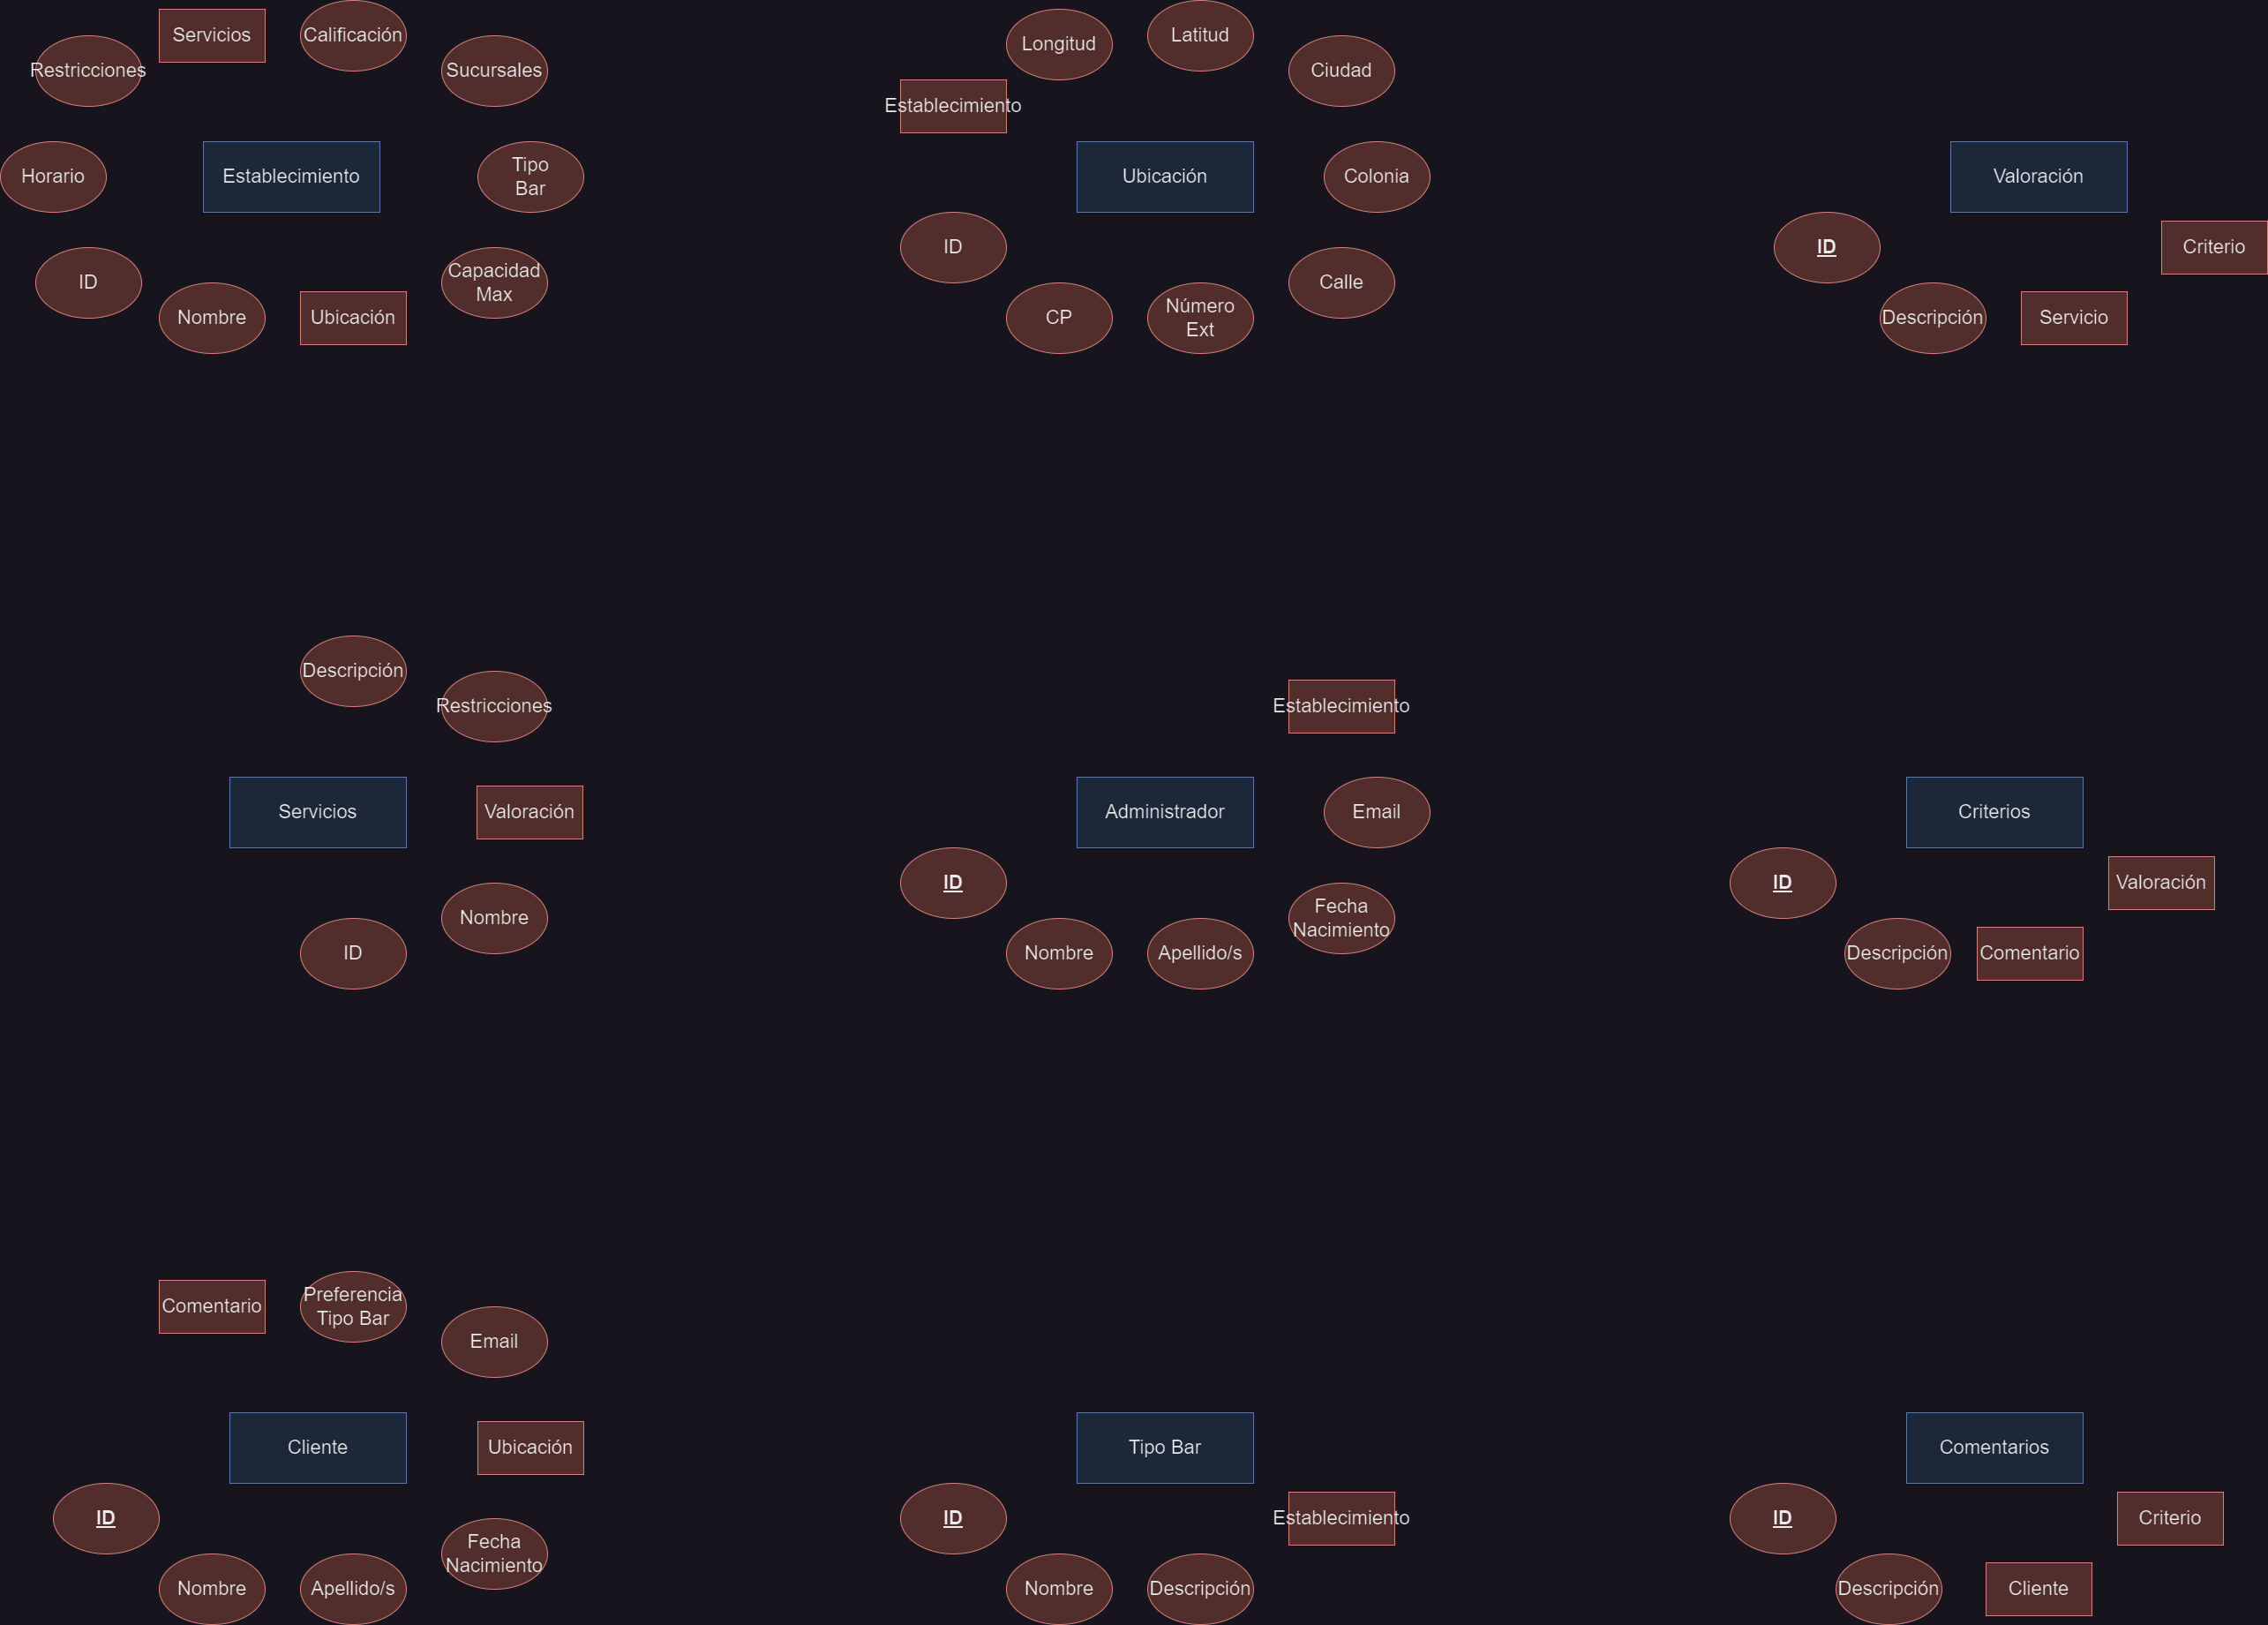 Restricciones
Servicios
Calificación
Sucursales
Horario
Establecimiento
Tipo
Bar
ID
Nombre
Ubicación
Capacidad
Max
Establecimiento
Longitud
Latitud
Ciudad
Ubicación
Colonia
ID
CP
Número
Ext
Calle
Valoración
ID
Descripción
Servicio
Criterio
Descripción
Restricciones
Servicios
Valoración
ID
Nombre
Establecimiento
Administrador
Email
ID
Nombre
Apellido/s
Fecha
Nacimiento
Criterios
ID
Descripción
Comentario
Valoración
Comentario
Preferencia
Tipo Bar
Email
Cliente
Ubicación
ID
Nombre
Apellido/s
Fecha
Nacimiento
Tipo Bar
ID
Nombre
Descripción
Establecimiento
Comentarios
ID
Descripción
Cliente
Criterio